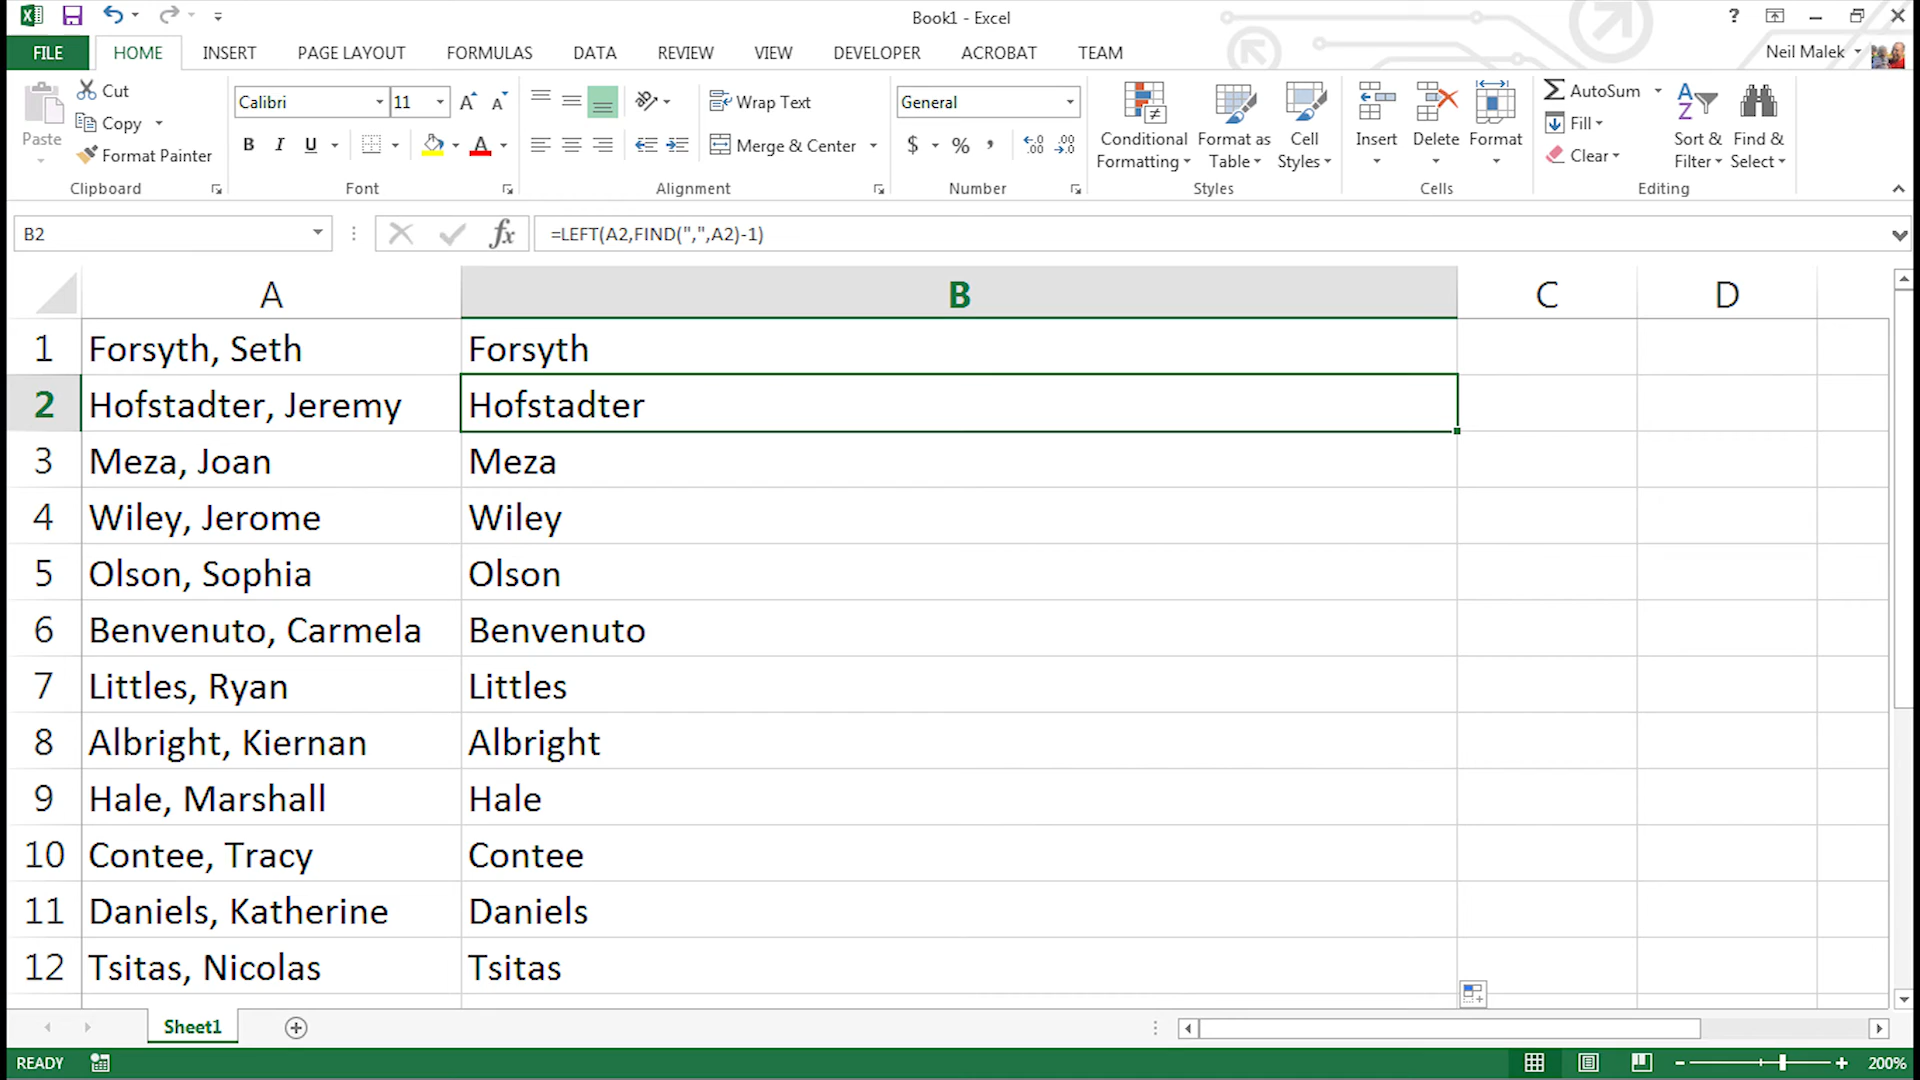 Book1 - Excel
?
FILE HOME INSERT PAGE LAYOUT FORMULAS DATA REVIEW VIEW DEVELOPER ACROBAT TEAM
Neil Malek
Paste
Cut
Copy
Format Painter
Clipboard
Calibri 11
A A
B I U A
Font
Wrap Text
Merge & Center
Alignment
General
$ % ,
.00 .00
Number
Conditional Formatting
Format as Table
Cell Styles
Styles
Insert
Delete
Format
Cells
AutoSum
Fill
Clear
Sort & Filter
Find & Select
Editing
B2
fx
=LEFT(A2,FIND(",",A2)-1)
A B C D
1 Forsyth, Seth Forsyth
2 Hofstadter, Jeremy Hofstadter
3 Meza, Joan Meza
4 Wiley, Jerome Wiley
5 Olson, Sophia Olson
6 Benvenuto, Carmela Benvenuto
7 Littles, Ryan Littles
8 Albright, Kiernan Albright
9 Hale, Marshall Hale
10 Contee, Tracy Contee
11 Daniels, Katherine Daniels
12 Tsitas, Nicolas Tsitas
Sheet1
READY
200%